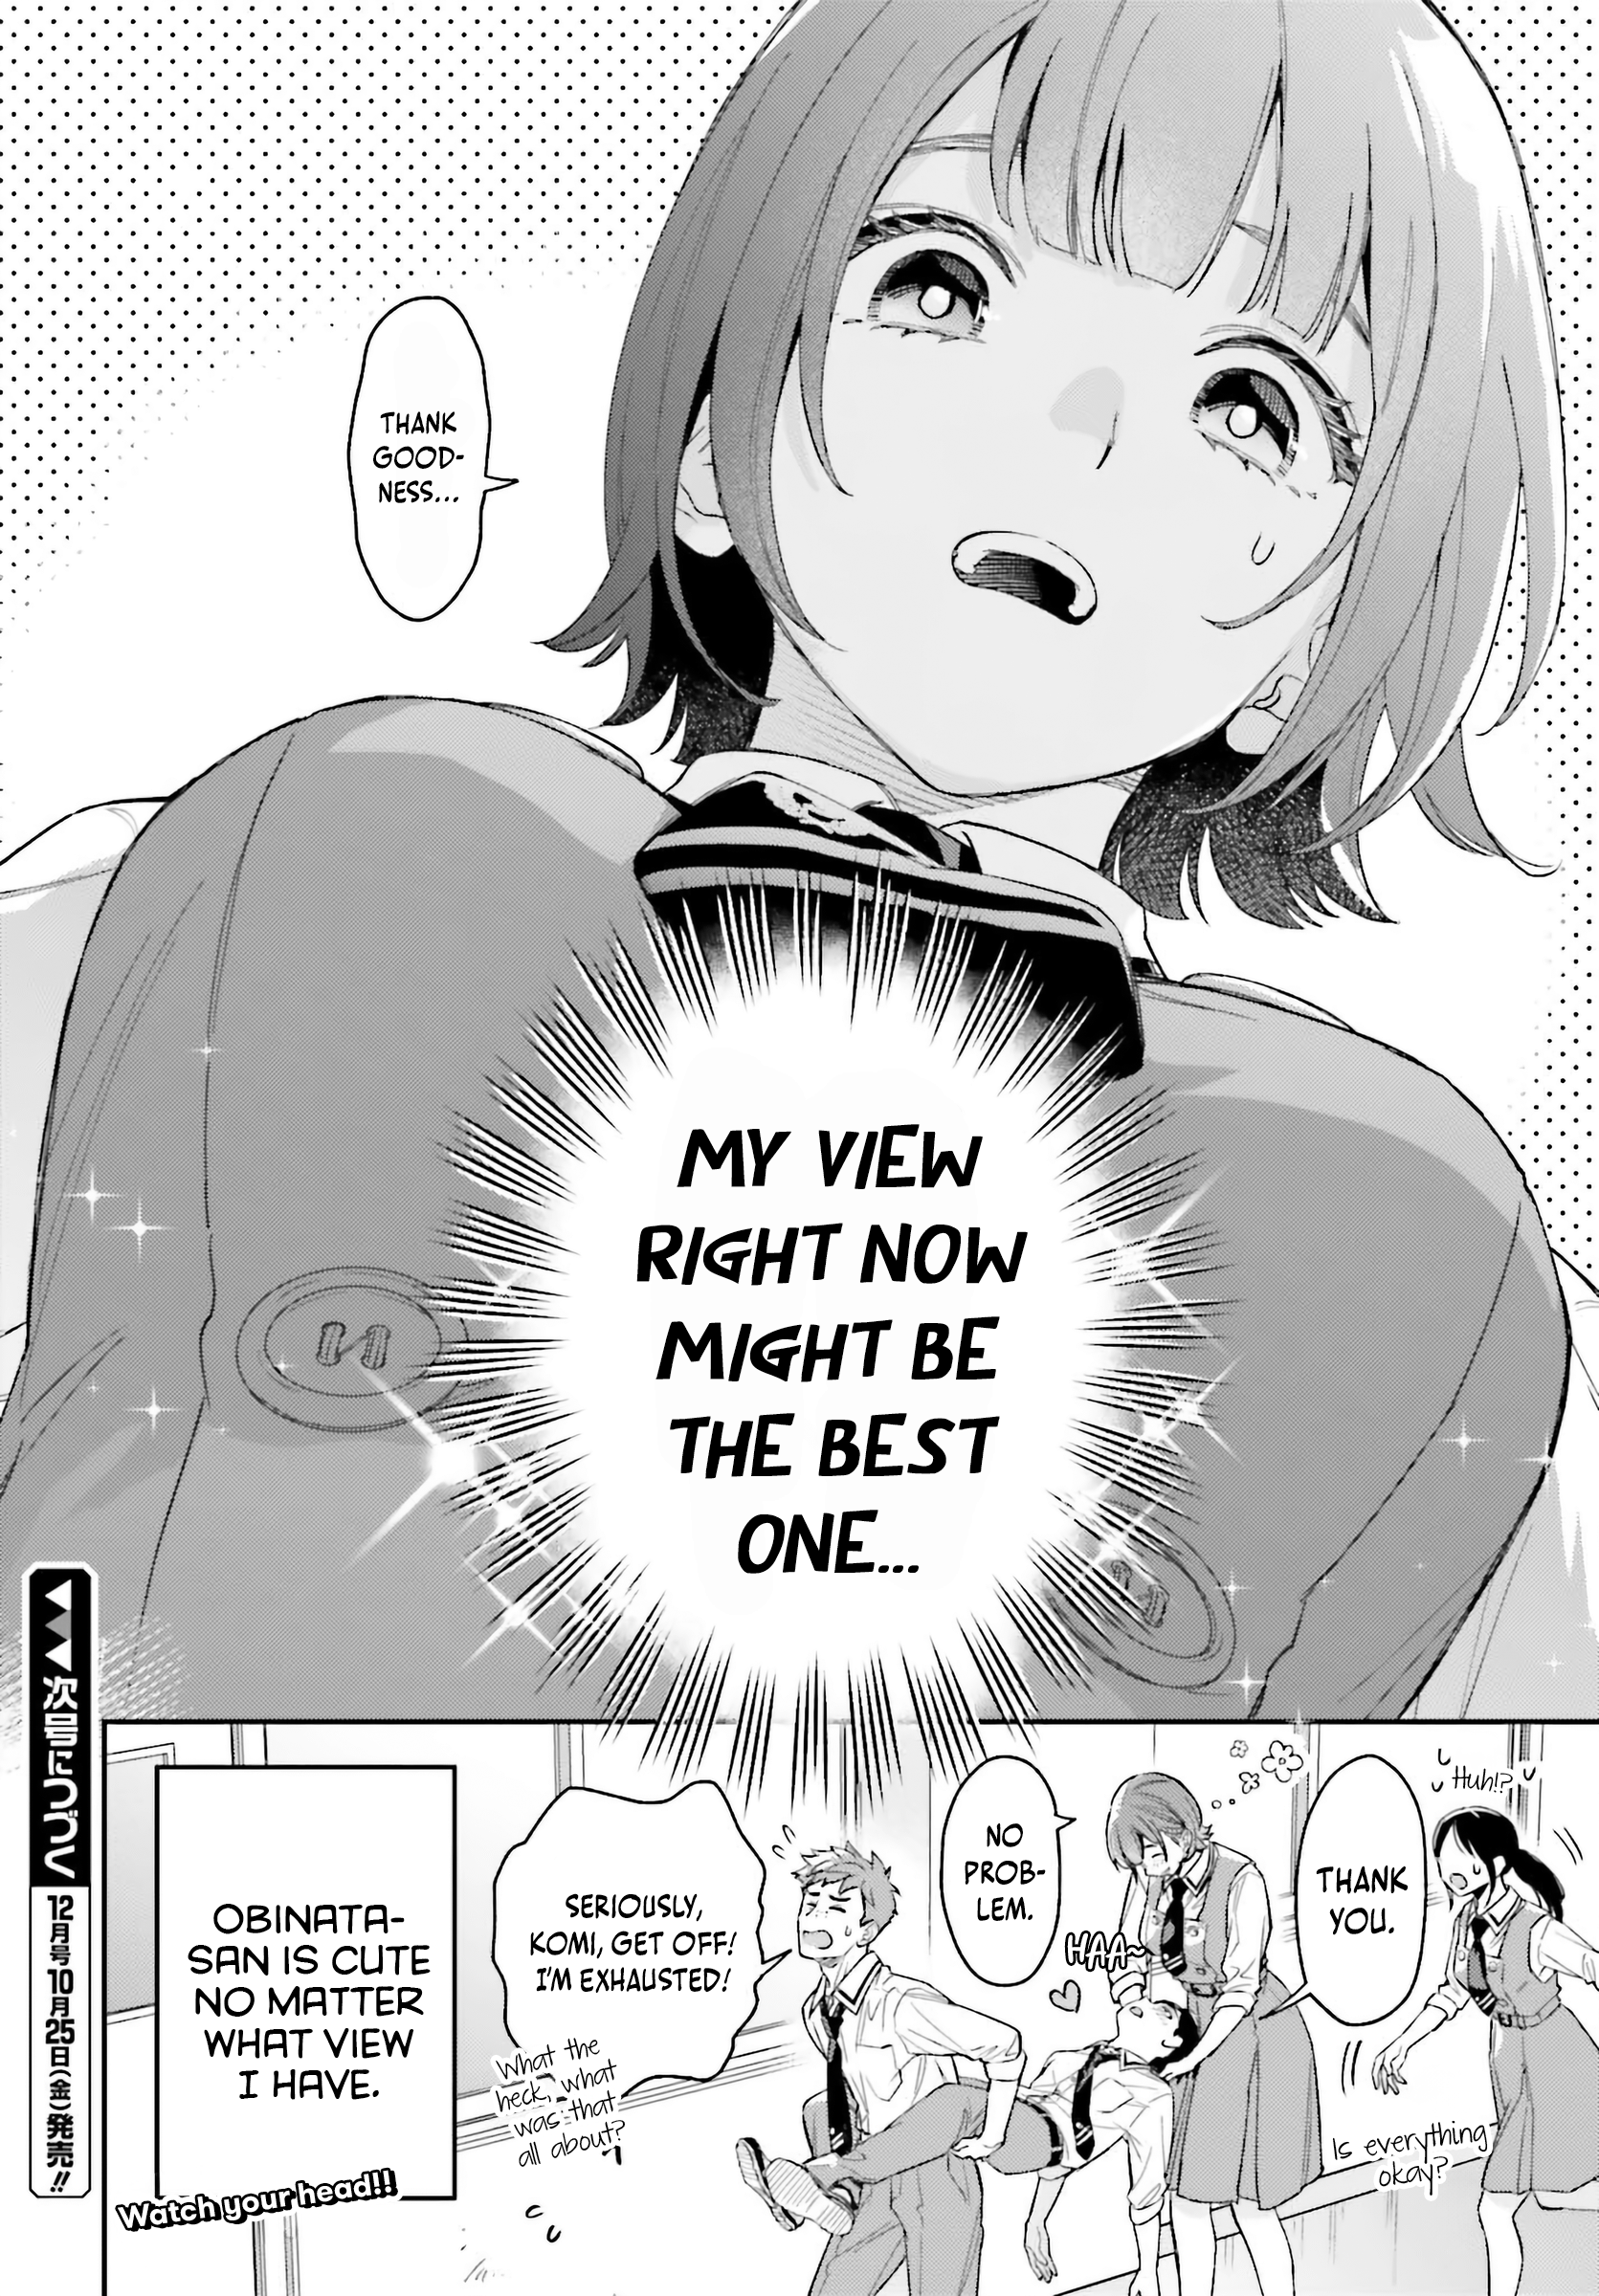 THANK
GOOD-
NESS...
MY VIEW
RIGHT NOW
MIGHT BE
THE BEST
ONE...
Huh!?
THANK
YOU.
Is everything
okay?
NO
PROB-
LEM.
HAA~
SERIOUSLY,
KOMI, GET OFF!
I'M EXHAUSTED!
What the
heck, what
was that
all about?
OBINATA-
SAN IS CUTE
NO MATTER
WHAT VIEW
I HAVE.
Watch your head!!
次号につづく
12月号10月25日(金)発売!!